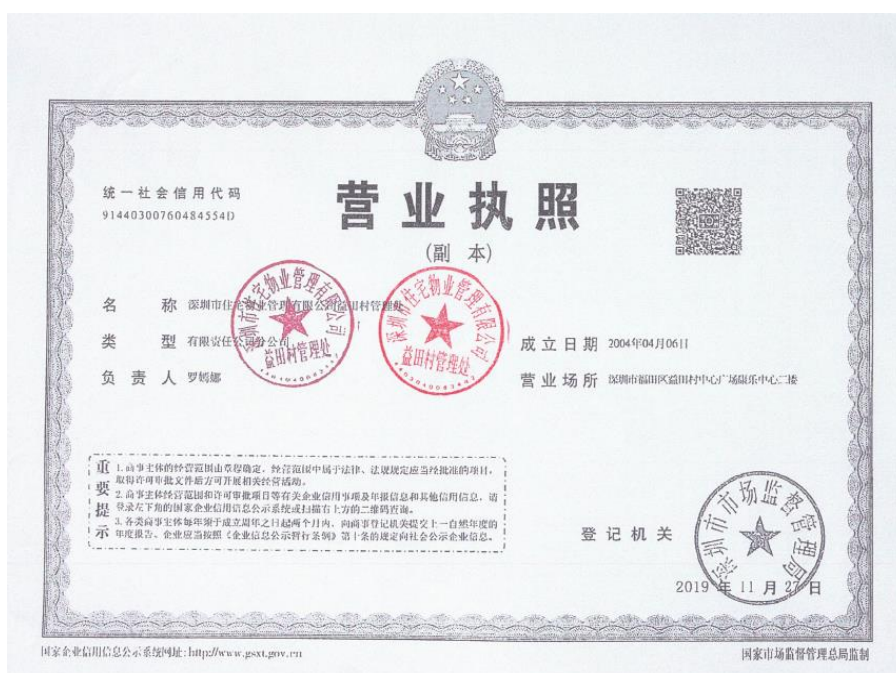 统一社会信用代码
91440300760484554D
营业执照
(副 本)
名 称 深圳市住宅物业管理有限公司益田村管理处
类 型 有限责任公司分公司
负 责 人 罗嫣娜
成 立 日 期 2004年04月06日
营 业 场 所 深圳市福田区益田村中心广场康乐中心二楼
深圳市住宅物业管理有限公司
益田村管理处
深圳市住宅物业管理有限公司
益田村管理处
重要提示
1.商事主体的经营范围由章程确定。经营范围中属于法律、法规规定应当经批准的项目,
取得许可审批文件后方可开展相关经营活动。
2.商事主体经营范围和许可审批项目等有关企业信用事项及年报信息和其他信用信息,请
登录左下角的国家企业信用信息公示系统或扫描右上方的二维码查询。
3.各类商事主体每年须于成立周年之日起两个月内,向商事登记机关提交上一自然年度的
年度报告。企业应当按照《企业信息公示暂行条例》第十条的规定向社会公示企业信息。
登 记 机 关
深圳市市场监督管理局
2019 年 11 月 27 日
国家企业信用信息公示系统网址:http://www.gsxt.gov.cn
国家市场监督管理总局监制